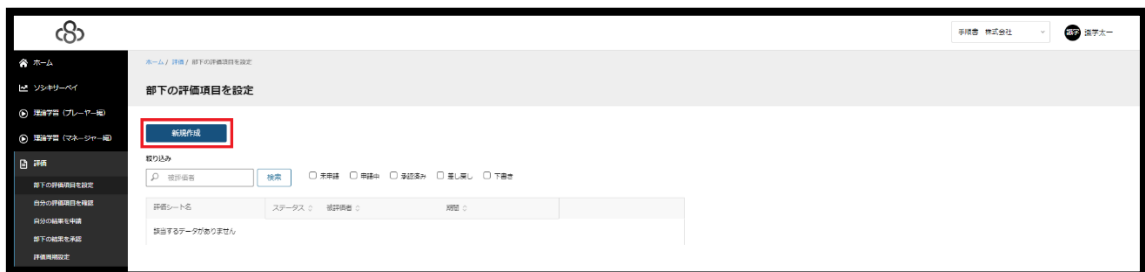 手順書 株式会社
識学太一
ホーム
ソシキサーベイ
理論学習 (プレーヤー編)
理論学習 (マネージャー編)
評価
部下の評価項目を設定
自分の評価項目を確認
自分の結果を申請
部下の結果を承認
評価周期設定
ホーム / 評価 / 部下の評価項目を設定
部下の評価項目を設定
新規作成
絞り込み
被評価者
検索
未申請 申請中 承認済み 差し戻し 下書き
評価シート名 ステータス 被評価者 期間
該当するデータがありません